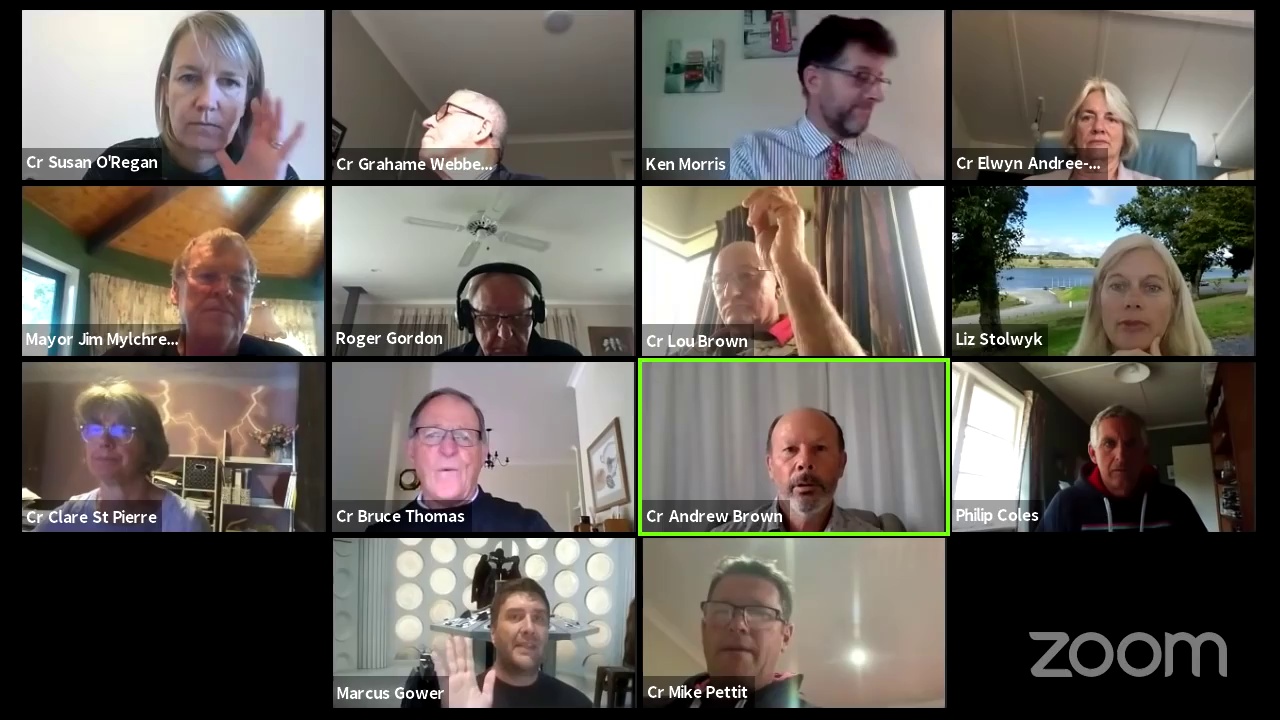 Cr Susan O'Regan
Cr Grahame Webbe...
Ken Morris
Cr Elwyn Andree-...
Mayor Jim Mylchre...
Roger Gordon
Cr Lou Brown
Liz Stolwyk
Cr Clare St Pierre
Cr Bruce Thomas
Cr Andrew Brown
Philip Coles
Marcus Gower
Cr Mike Pettit
zoom